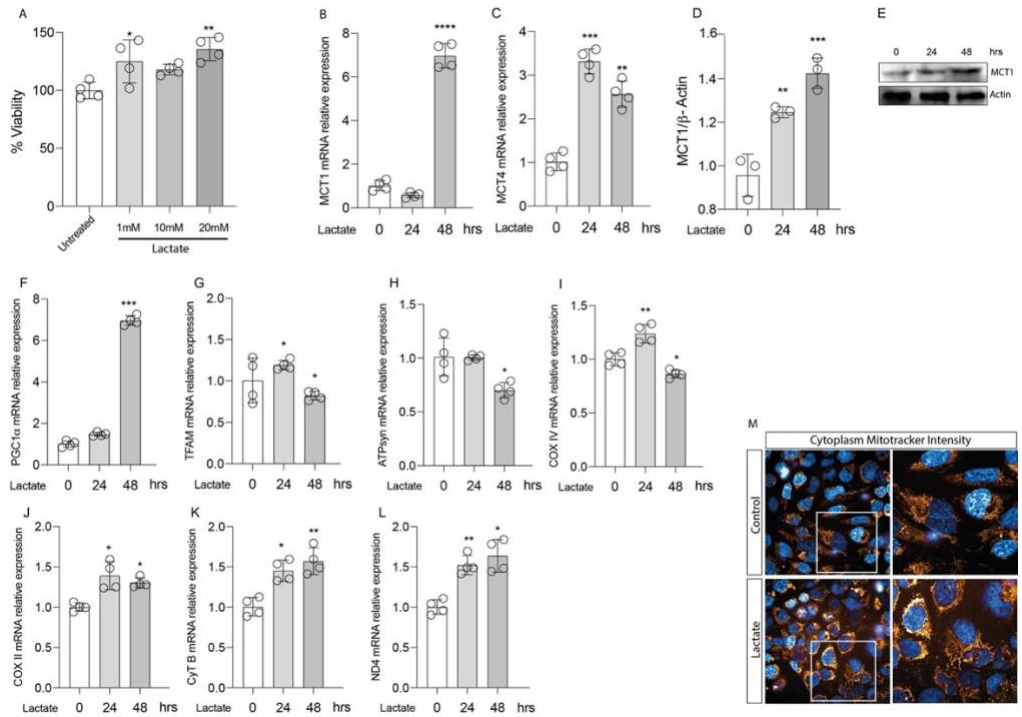 A
% Viability
150
100
50
0
*
**
Untreated
1mM
10mM
20mM
Lactate
B
MCT1 mRNA relative expression
8
6
4
2
0
****
Lactate 0 24 48 hrs
C
MCT4 mRNA relative expression
4
3
2
1
0
***
**
Lactate 0 24 48 hrs
D
MCT1/β- Actin
1.6
1.4
1.2
1.0
0.8
**
***
Lactate 0 24 48 hrs
E
0 24 48 hrs
MCT1
Actin
F
PGC1α mRNA relative expression
8
6
4
2
0
***
Lactate 0 24 48 hrs
G
TFAM mRNA relative expression
2.0
1.5
1.0
0.5
0.0
*
*
Lactate 0 24 48 hrs
H
ATPsyn mRNA relative expression
1.5
1.0
0.5
0.0
*
Lactate 0 24 48 hrs
I
COX IV mRNA relative expression
1.5
1.0
0.5
0.0
**
*
Lactate 0 24 48 hrs
J
COX II mRNA relative expression
2.0
1.5
1.0
0.5
0.0
*
*
Lactate 0 24 48 hrs
K
CyT B mRNA relative expression
2.0
1.5
1.0
0.5
0.0
*
**
Lactate 0 24 48 hrs
L
ND4 mRNA relative expression
2.0
1.5
1.0
0.5
0.0
**
*
Lactate 0 24 48 hrs
M
Cytoplasm Mitotracker Intensity
Control
Lactate